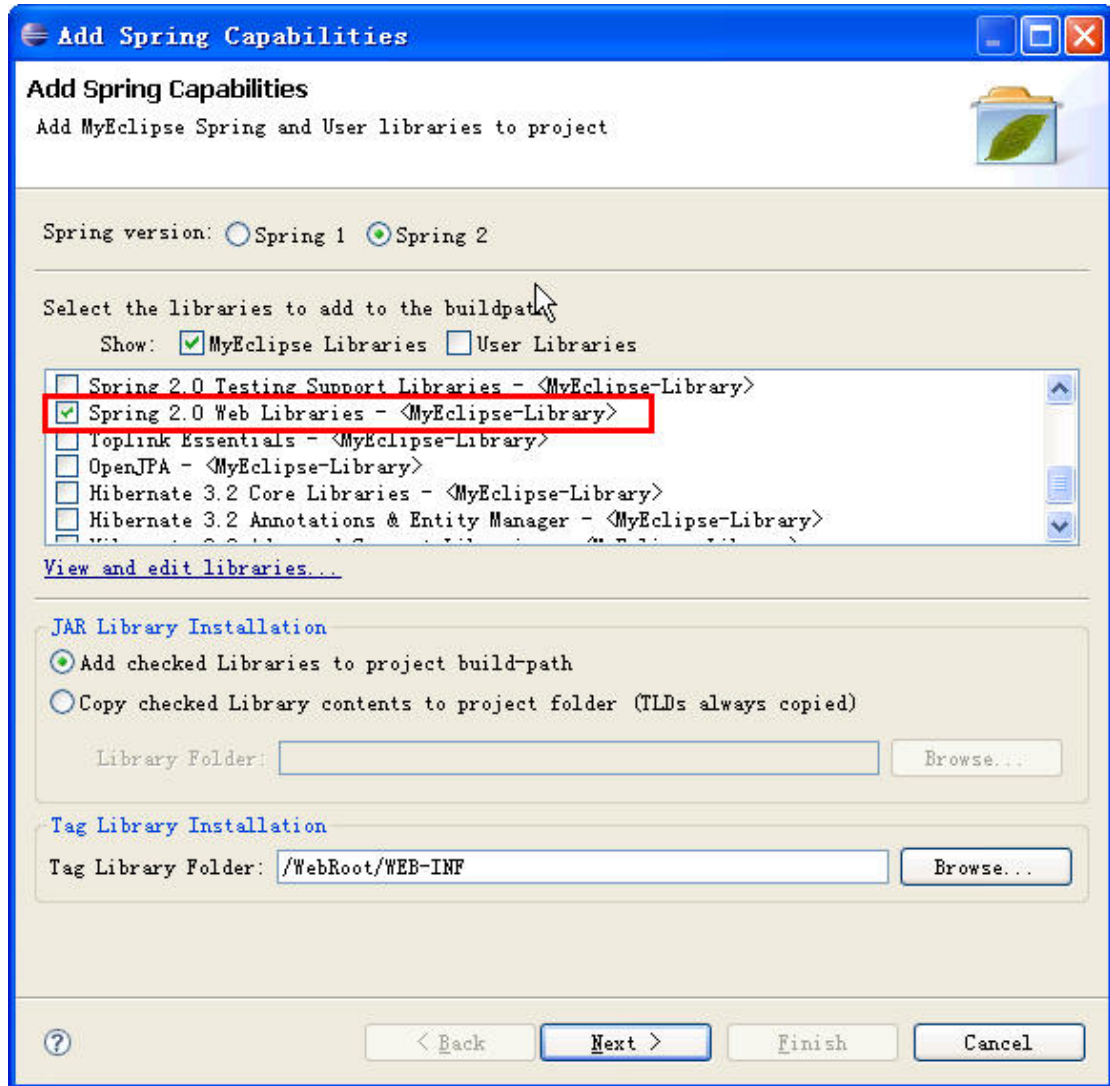 Add Spring Capabilities
Add Spring Capabilities
Add MyEclipse Spring and User libraries to project
Spring version: Spring 1 Spring 2
Select the libraries to add to the buildpath
Show: MyEclipse Libraries User Libraries
Spring 2.0 Testing Support Libraries - <MyEclipse-Library>
Spring 2.0 Web Libraries - <MyEclipse-Library>
Toplink Essentials - <MyEclipse-Library>
OpenJPA - <MyEclipse-Library>
Hibernate 3.2 Core Libraries - <MyEclipse-Library>
Hibernate 3.2 Annotations & Entity Manager - <MyEclipse-Library>
View and edit libraries...
JAR Library Installation
Add checked Libraries to project build-path
Copy checked Library contents to project folder (TLDs always copied)
Library Folder: Browse...
Tag Library Installation
Tag Library Folder: /WebRoot/WEB-INF Browse...
? < Back Next > Finish Cancel